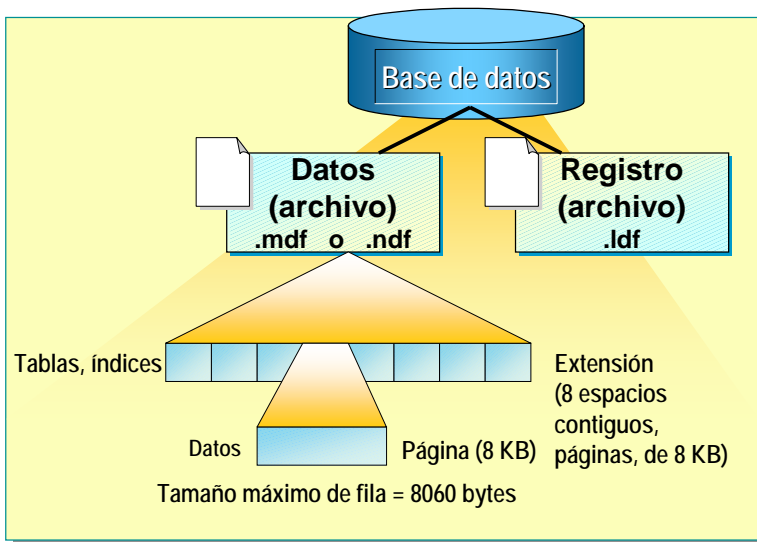 Base de datos
Datos
(archivo)
.mdf o .ndf
Registro
(archivo)
.ldf
Tablas, índices
Extensión
(8 espacios
contiguos,
páginas, de 8 KB)
Datos
Página (8 KB)
Tamaño máximo de fila = 8060 bytes